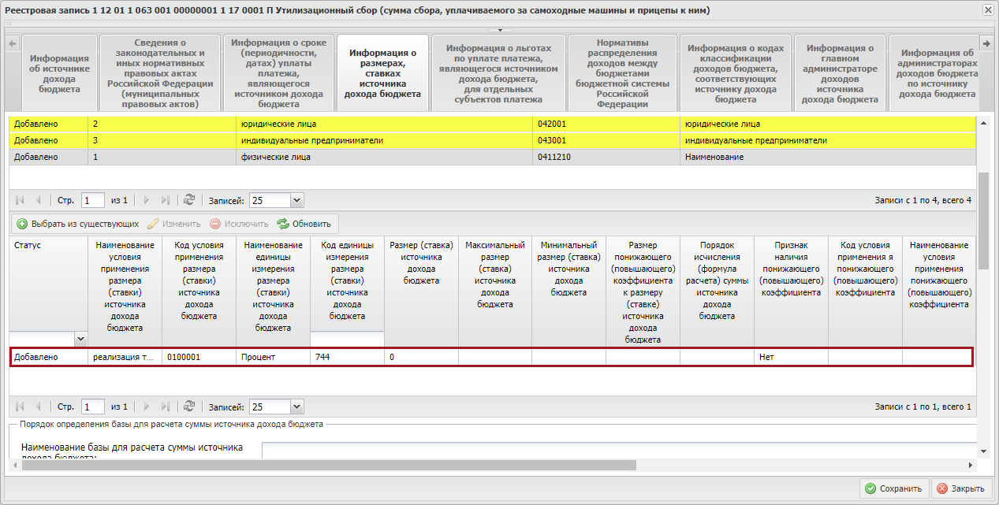 Реестровая запись 1 12 01 1 063 001 00000001 1 17 0001 П Утилизационный сбор (сумма сбора, уплачиваемого за самоходные машины и прицепы к ним)
Информация
об источнике
дохода
бюджета
Сведения о
законодательных и
иных нормативных
правовых актах
Российской Федерации
(муниципальных
правовых актов)
Информация о сроке
(периодичности,
датах) уплаты
платежа,
являющегося
источником дохода
бюджета
Информация о
размерах,
ставках
источника
дохода бюджета
Информация о льготах
по уплате платежа,
являющегося источником
дохода бюджета,
для отдельных
субъектов платежа
Нормативы
распределения
доходов между
бюджетами
бюджетной системы
Российской
Федерации
Информация о кодах
классификации
доходов бюджета,
соответствующих
источнику дохода
бюджета
Информация о
главном
администраторе
доходов
источника
дохода бюджета
Информация об
администраторах
доходов бюджета
по источнику
дохода бюджета
Добавлено 2 юридические лица 042001 юридические лица
Добавлено 3 индивидуальные предприниматели 043001 индивидуальные предприниматели
Добавлено 1 физические лица 0411210 Наименование
Стр. 1 из 1 Записей: 25 Записи с 1 по 4, всего 4
Выбрать из существующих Изменить Исключить Обновить
Статус
Наименование
условия
применения
размера
(ставки)
источника
дохода
бюджета
Код условия
применения
размера
(ставки)
источника
дохода
бюджета
Наименование
единицы
измерения
размера
(ставки)
источника
дохода
бюджета
Код единицы
измерения
размера
(ставки)
источника
дохода
бюджета
Размер (ставка)
источника
дохода
бюджета
Максимальный
размер
(ставка)
источника
дохода
бюджета
Минимальный
размер (ставка)
источника
дохода
бюджета
Размер
понижающего
(повышающего)
коэффициента
к размеру
(ставке)
источника
дохода
бюджета
Порядок
исчисления
(формула
расчета) суммы
источника
дохода
бюджета
Признак
наличия
понижающего
(повышающего)
коэффициента
Код условия
применения я
понижающего
(повышающего)
коэффициента
Наименование
условия
применения
понижающего
(повышающего)
коэффициента
Добавлено реализация т... 0100001 Процент 744 0 Нет
Стр. 1 из 1 Записей: 25 Записи с 1 по 1, всего 1
Порядок определения базы для расчета суммы источника дохода бюджета
Наименование базы для расчета суммы источника
дохода бюджета:
Сохранить Закрыть